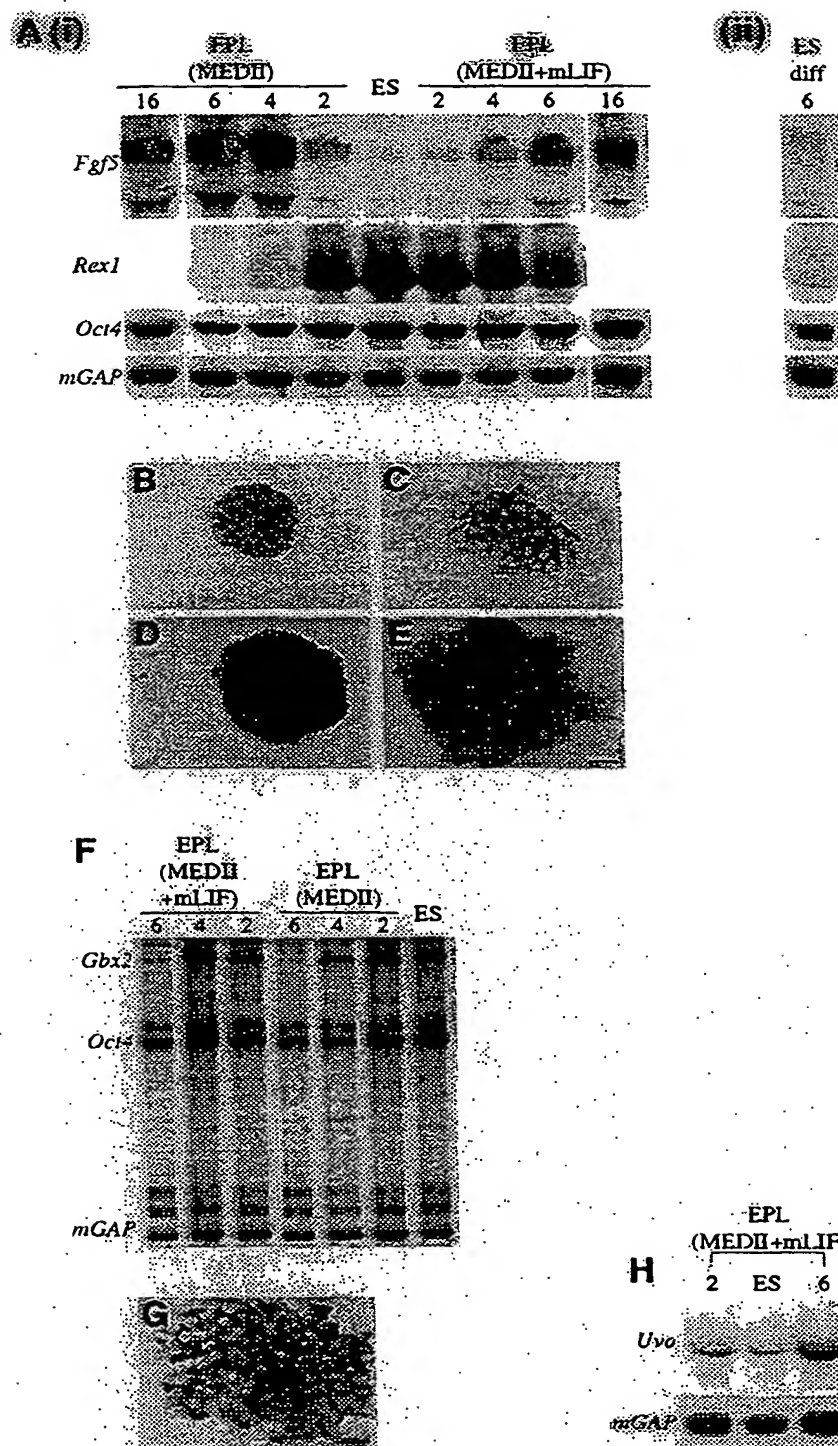 A (i)
EPL
(MEDII)
ES
EPL
(MEDII+mLIF)
16 6 4 2 2 4 6 16
(ii)
ES
diff
6
Fgf5
Rex1
Oct4
mGAP
B C
D E
F
EPL
(MEDII
+mLIF)
EPL
(MEDII)
ES
6 4 2 6 4 2
Gbx2
Oct4
mGAP
G
H
EPL
(MEDII+mLIF
2 ES 6
Uvo
mGAP